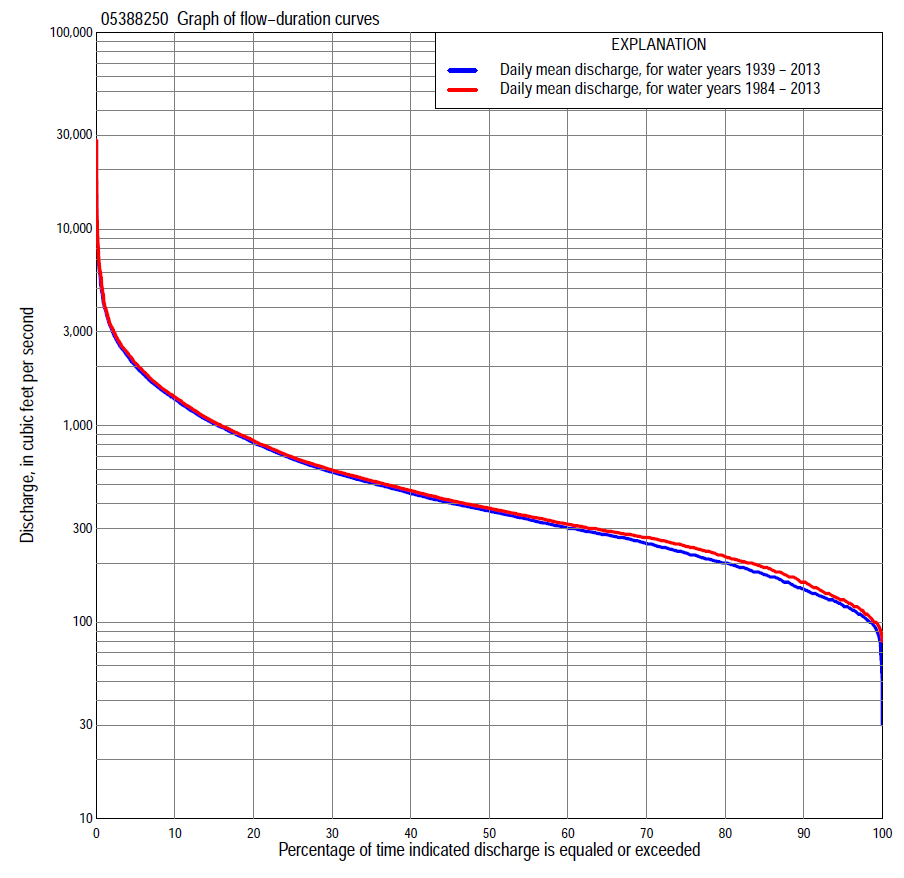 05388250 Graph of flow−duration curves
100,000
EXPLANATION
Daily mean discharge, for water years 1939 − 2013
Daily mean discharge, for water years 1984 − 2013
30,000
10,000
3,000
1,000
300
100
30
10
Discharge, in cubic feet per second
0 10 20 30 40 50 60 70 80 90 100
Percentage of time indicated discharge is equaled or exceeded